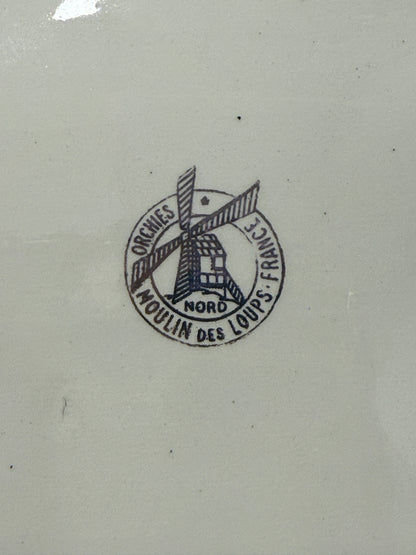 ORCHIES
MOULIN DES LOUPS · FRANCE
NORD